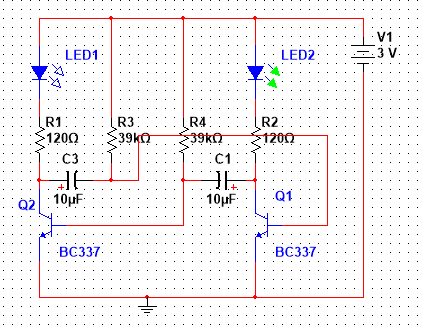 V1
3 V
LED1
LED2
R1
120Ω
R3
39kΩ
R4
39kΩ
R2
120Ω
C3
+
10µF
C1
+
10µF
Q2
BC337
Q1
BC337